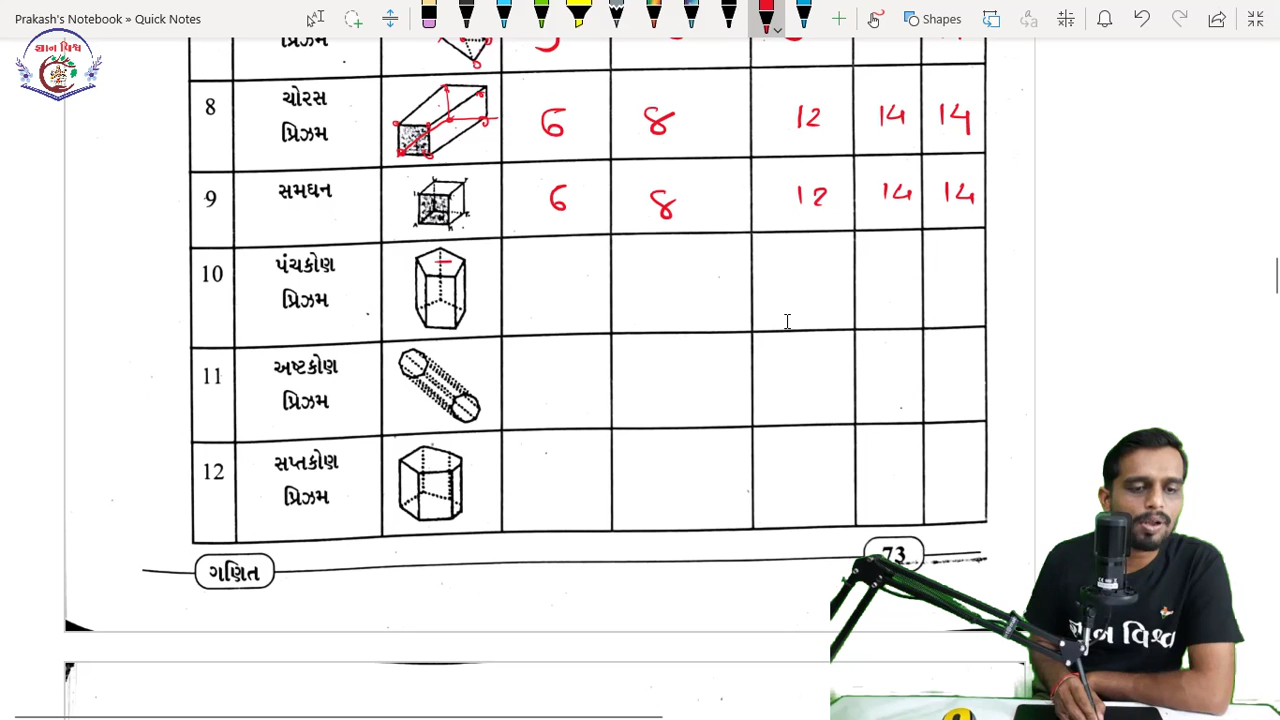 Prakash's Notebook » Quick Notes
Shapes
જ્ઞાન વિશ્વ
પ્રિઝમ
8 ચોરસ પ્રિઝમ 6 8 12 14 14
9 સમઘન 6 8 12 14 14
10 પંચકોણ પ્રિઝમ
11 અષ્ટકોણ પ્રિઝમ
12 સપ્તકોણ પ્રિઝમ
ગણિત
73
જ્ઞાન વિશ્વ